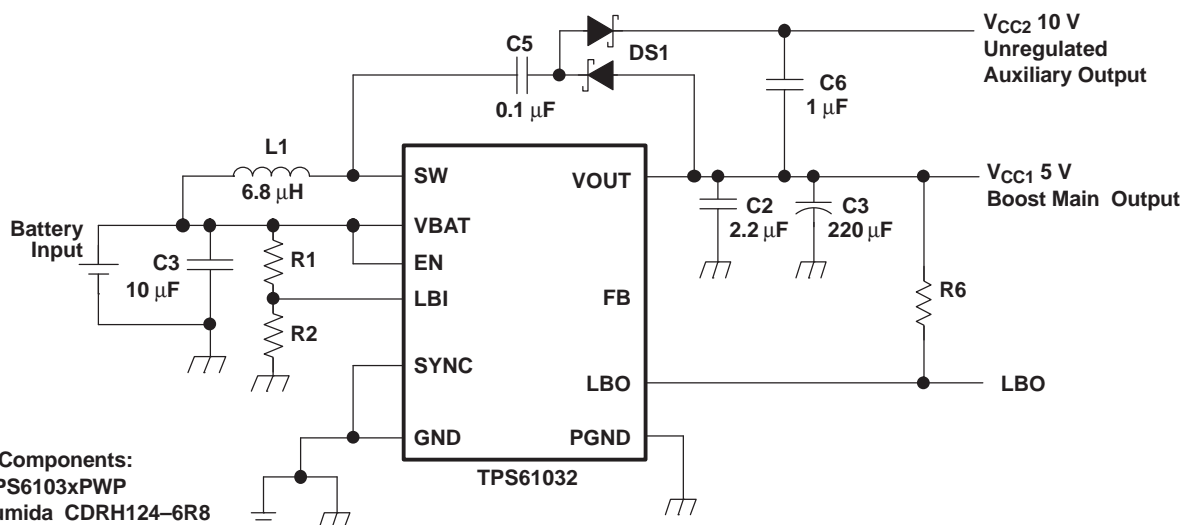 C5
0.1 µF
DS1
VCC2 10 V
Unregulated
Auxiliary Output
C6
1 µF
L1
6.8 µH
SW
VOUT
VCC1 5 V
Boost Main Output
C2
2.2 µF
C3
220 µF
Battery
Input
VBAT
C3
10 µF
R1
EN
LBI
FB
R6
R2
SYNC
LBO
LBO
GND
PGND
TPS61032
Components:
PS6103xPWP
umida CDRH124–6R8